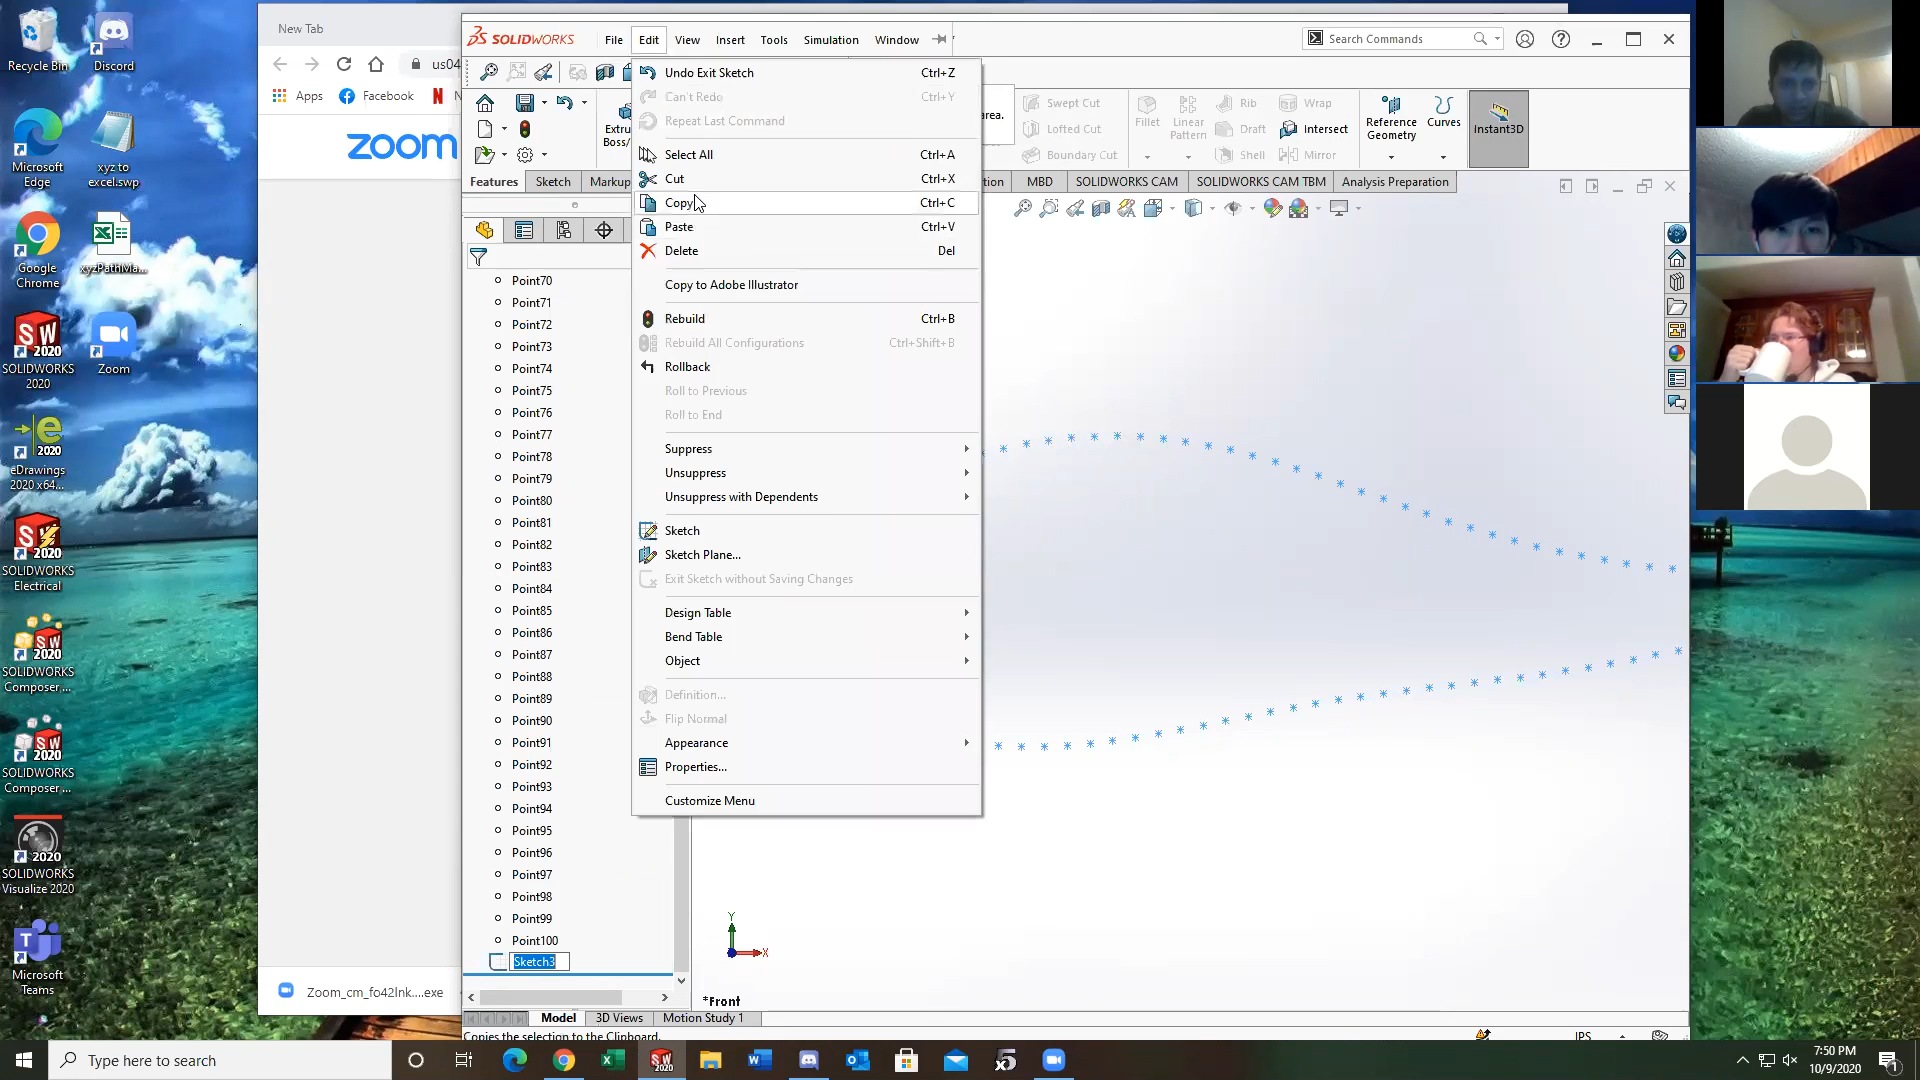 Recycle Bin
Discord
Microsoft
Edge
xyz to
excel.swp
Google
Chrome
xyzPathMa...
SOLIDWORKS
2020
Zoom
eDrawings
2020 x64...
SOLIDWORKS
Electrical
SOLIDWORKS
Composer ...
SOLIDWORKS
Composer ...
SOLIDWORKS
Visualize 2020
Microsoft
Teams
New Tab
us04
Apps
Facebook
zoom
Zoom_cm_fo42lnk....exe
SOLIDWORKS
File Edit View Insert Tools Simulation Window
Search Commands
Extru
Boss/
area.
Swept Cut
Lofted Cut
Boundary Cut
Fillet
Linear
Pattern
Rib
Draft
Shell
Wrap
Intersect
Mirror
Reference
Geometry
Curves
Instant3D
Features Sketch Markup
tion MBD SOLIDWORKS CAM SOLIDWORKS CAM TBM Analysis Preparation
Undo Exit Sketch Ctrl+Z
Can't Redo Ctrl+Y
Repeat Last Command
Select All Ctrl+A
Cut Ctrl+X
Copy Ctrl+C
Paste Ctrl+V
Delete Del
Copy to Adobe Illustrator
Rebuild Ctrl+B
Rebuild All Configurations Ctrl+Shift+B
Rollback
Roll to Previous
Roll to End
Suppress
Unsuppress
Unsuppress with Dependents
Sketch
Sketch Plane...
Exit Sketch without Saving Changes
Design Table
Bend Table
Object
Definition...
Flip Normal
Appearance
Properties...
Customize Menu
Point70
Point71
Point72
Point73
Point74
Point75
Point76
Point77
Point78
Point79
Point80
Point81
Point82
Point83
Point84
Point85
Point86
Point87
Point88
Point89
Point90
Point91
Point92
Point93
Point94
Point95
Point96
Point97
Point98
Point99
Point100
Sketch3
Y
X
*Front
Model 3D Views Motion Study 1
Copies the selection to the Clipboard.
IPS
Type here to search
7:50 PM
10/9/2020